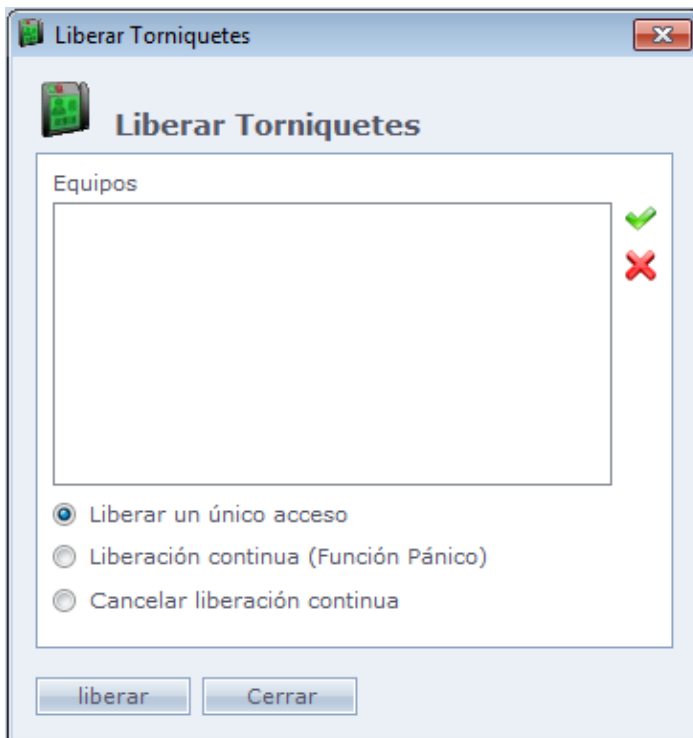 Liberar Torniquetes
Liberar Torniquetes
Equipos
Liberar un único acceso
Liberación continua (Función Pánico)
Cancelar liberación continua
liberar Cerrar